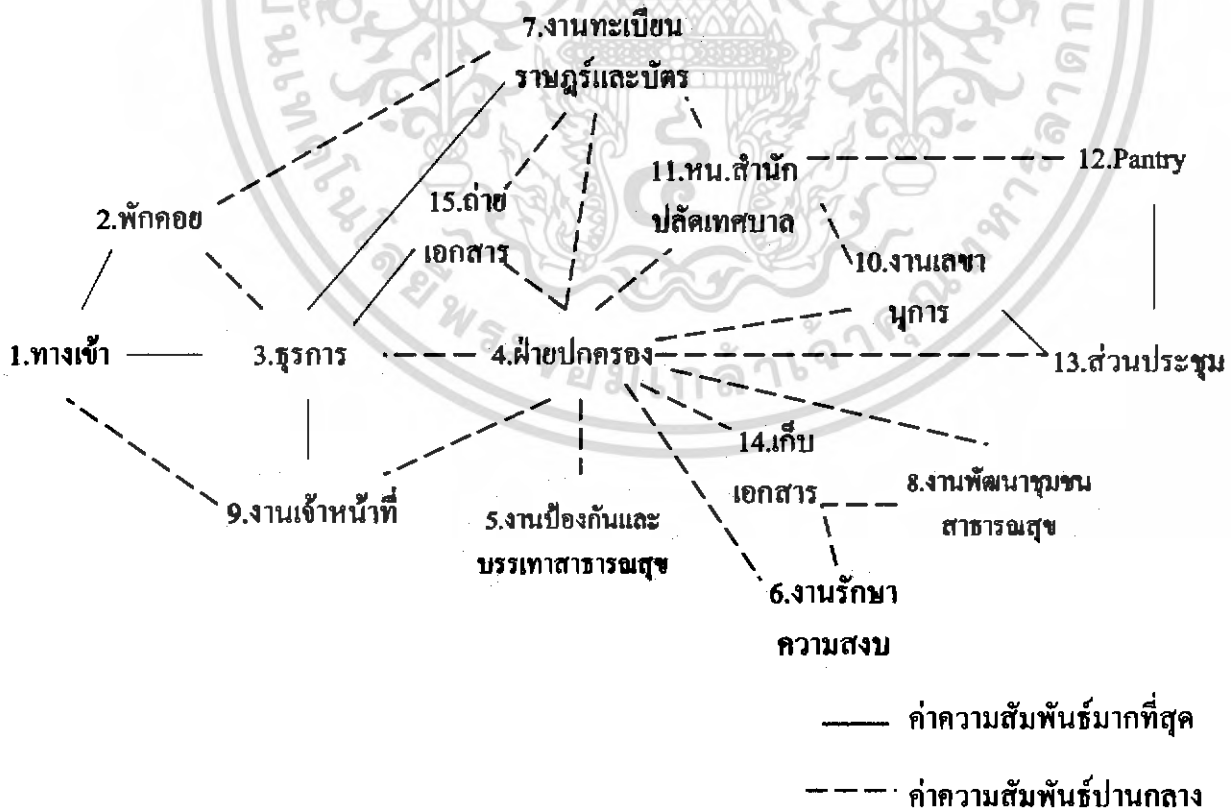 7.งานทะเบียน
ราษฎร์และบัตร
11.หน.สำนัก
ปลัดเทศบาล
12.Pantry
2.พักคอย
15.ถ่าย
เอกสาร
10.งานเลขา
นุการ
1.ทางเข้า
3.ธุรการ
4.ฝ่ายปกครอง
13.ส่วนประชุม
14.เก็บ
เอกสาร
9.งานเจ้าหน้าที่
5.งานป้องกันและ
บรรเทาสาธารณสุข
8.งานพัฒนาชุมชน
สาธารณสุข
6.งานรักษา
ความสงบ
ค่าความสัมพันธ์มากที่สุด
ค่าความสัมพันธ์ปานกลาง